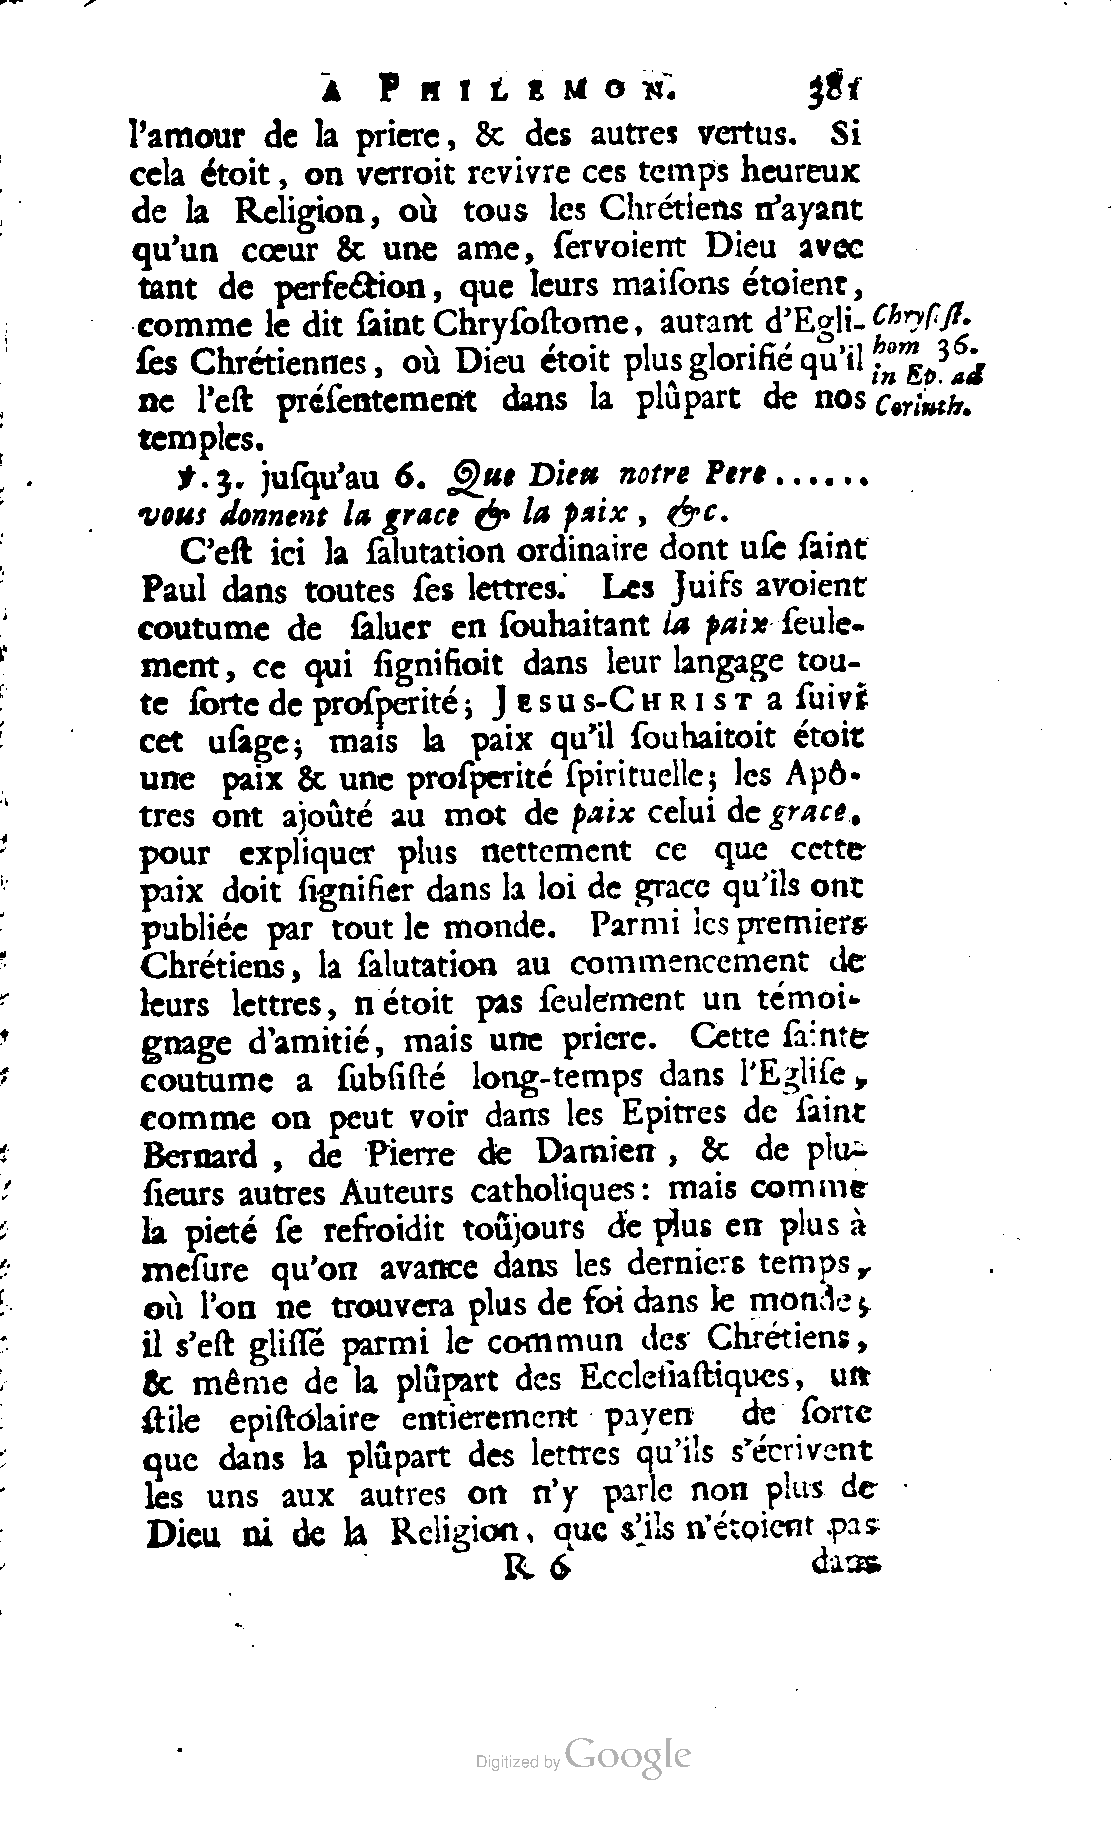 A PHILEMON. 381
l'amour de la priere, & des autres vertus. Si
cela étoit, on verroit revivre ces temps heureux
de la Religion, où tous les Chrétiens n'ayant
qu'un cœur & une ame, ſervoient Dieu avec
tant de perfection, que leurs maiſons étoient,
comme le dit ſaint Chryſoſtome, autant d'Egli-
ſes Chrétiennes, où Dieu étoit plus glorifié qu'il
ne l'eſt préſentement dans la plûpart de nos
temples.
Chryſoſt.
hom 36.
in Ep. ad
Corinth.
℣. 3. juſqu'au 6. Que Dieu notre Pere ......
vous donnent la grace & la paix, &c.
C'eſt ici la ſalutation ordinaire dont uſe ſaint
Paul dans toutes ſes lettres. Les Juifs avoient
coutume de ſaluer en ſouhaitant la paix ſeule-
ment, ce qui ſignifioit dans leur langage tou-
te ſorte de proſperité; JESUS-CHRIST a ſuivi
cet uſage; mais la paix qu'il ſouhaitoit étoit
une paix & une proſperité ſpirituelle; les Apô-
tres ont ajoûté au mot de paix celui de grace,
pour expliquer plus nettement ce que cette
paix doit ſignifier dans la loi de grace qu'ils ont
publiée par tout le monde. Parmi les premiers
Chrétiens, la ſalutation au commencement de
leurs lettres, n'étoit pas ſeulement un témoi-
gnage d'amitié, mais une priere. Cette ſainte
coutume a ſubſiſté long-temps dans l'Egliſe,
comme on peut voir dans les Epitres de ſaint
Bernard, de Pierre de Damien, & de plu-
ſieurs autres Auteurs catholiques: mais comme
la pieté ſe refroidit toûjours de plus en plus à
meſure qu'on avance dans les derniers temps,
où l'on ne trouvera plus de foi dans le monde;
il s'eſt gliſſé parmi le commun des Chrétiens,
& même de la plûpart des Eccleſiaſtiques, un
ſtile epiſtolaire entierement payen de ſorte
que dans la plûpart des lettres qu'ils s'écrivent
les uns aux autres on n'y parle non plus de
Dieu ni de la Religion, que s'ils n'étoient pas
R 6 dans
Digitized by Google